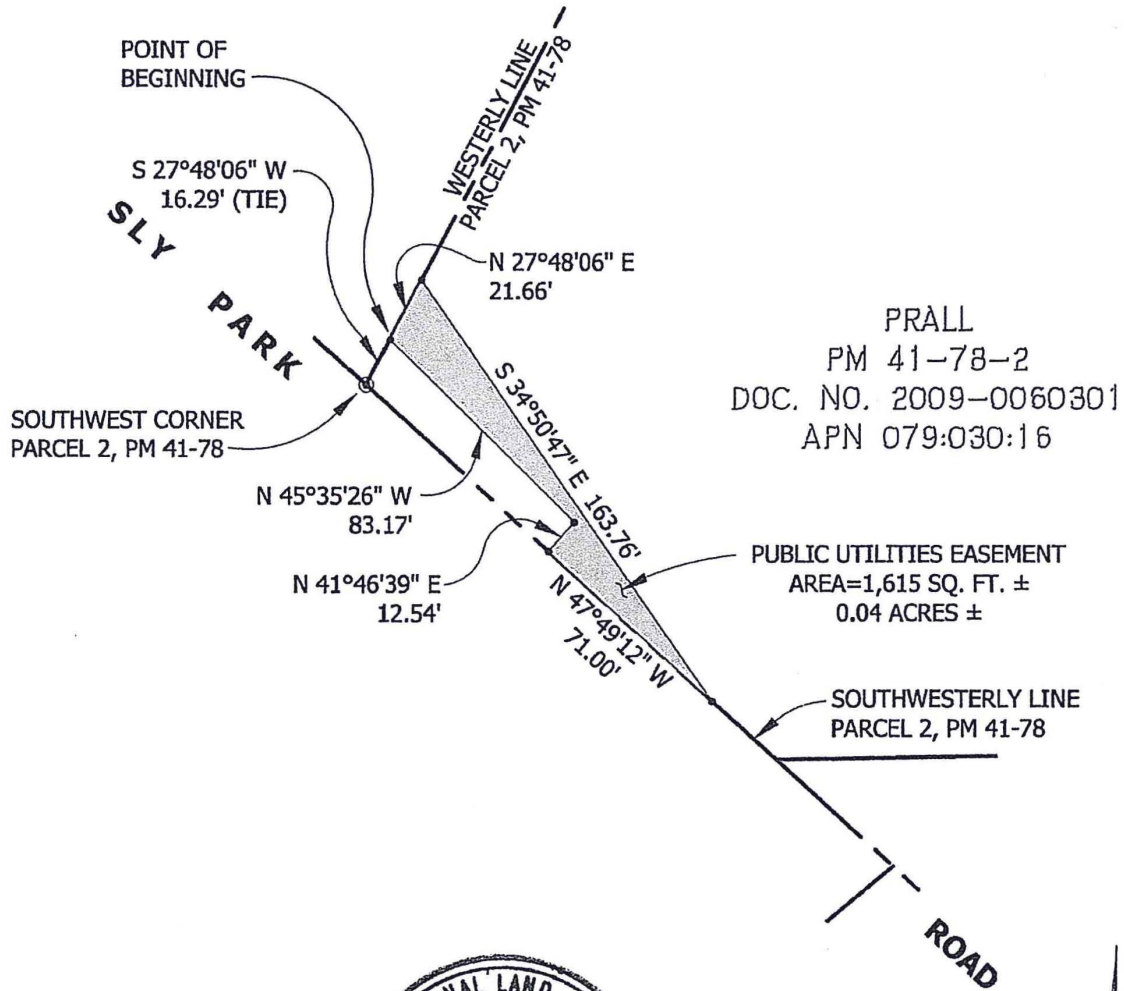 POINT OF
BEGINNING
WESTERLY LINE
PARCEL 2, PM 41-78
S 27°48'06" W
16.29' (TIE)
SLY PARK
N 27°48'06" E
21.66'
PRALL
PM 41-78-2
DOC. NO. 2009-0060301
APN 079:030:16
S 34°50'47" E 163.76'
SOUTHWEST CORNER
PARCEL 2, PM 41-78
N 45°35'26" W
83.17'
PUBLIC UTILITIES EASEMENT
AREA=1,615 SQ. FT. ±
0.04 ACRES ±
N 41°46'39" E
12.54'
N 47°49'12" W
71.00'
SOUTHWESTERLY LINE
PARCEL 2, PM 41-78
ROAD
LAND